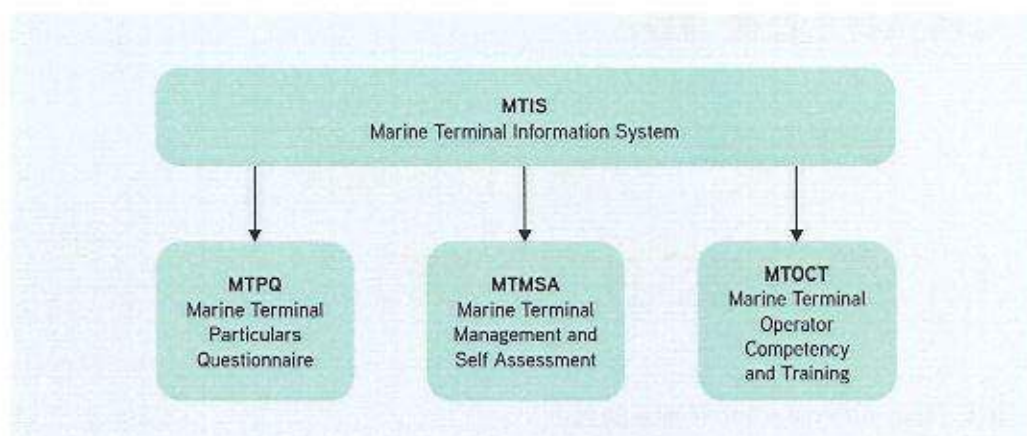 MTIS
Marine Terminal Information System
MTPQ
Marine Terminal
Particulars
Questionnaire
MTMSA
Marine Terminal
Management and
Self Assessment
MTOCT
Marine Terminal
Operator
Competency
and Training